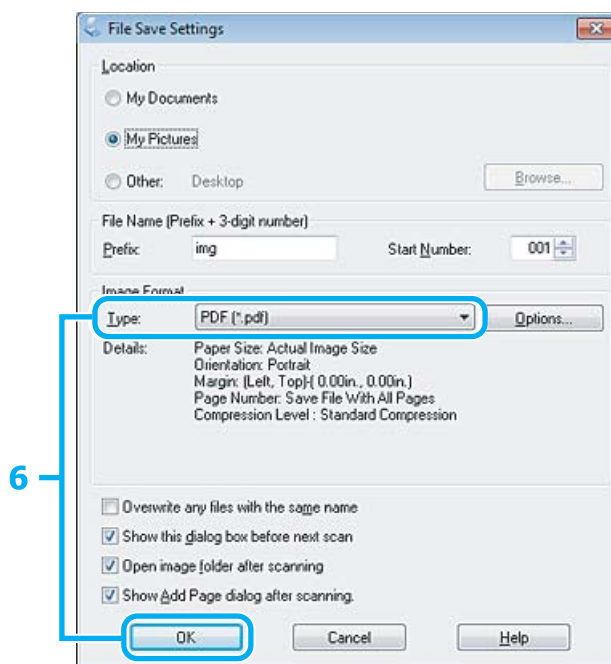 File Save Settings
Location
My Documents
My Pictures
Other: Desktop Browse...
File Name (Prefix + 3-digit number)
Prefix: img Start Number: 001
Image Format
Type: PDF (*.pdf) Options...
Details: Paper Size: Actual Image Size
Orientation: Portrait
Margin: (Left, Top)-( 0.00in., 0.00in.)
Page Number: Save File With All Pages
Compression Level : Standard Compression
6
Overwrite any files with the same name
Show this dialog box before next scan
Open image folder after scanning
Show Add Page dialog after scanning.
OK Cancel Help